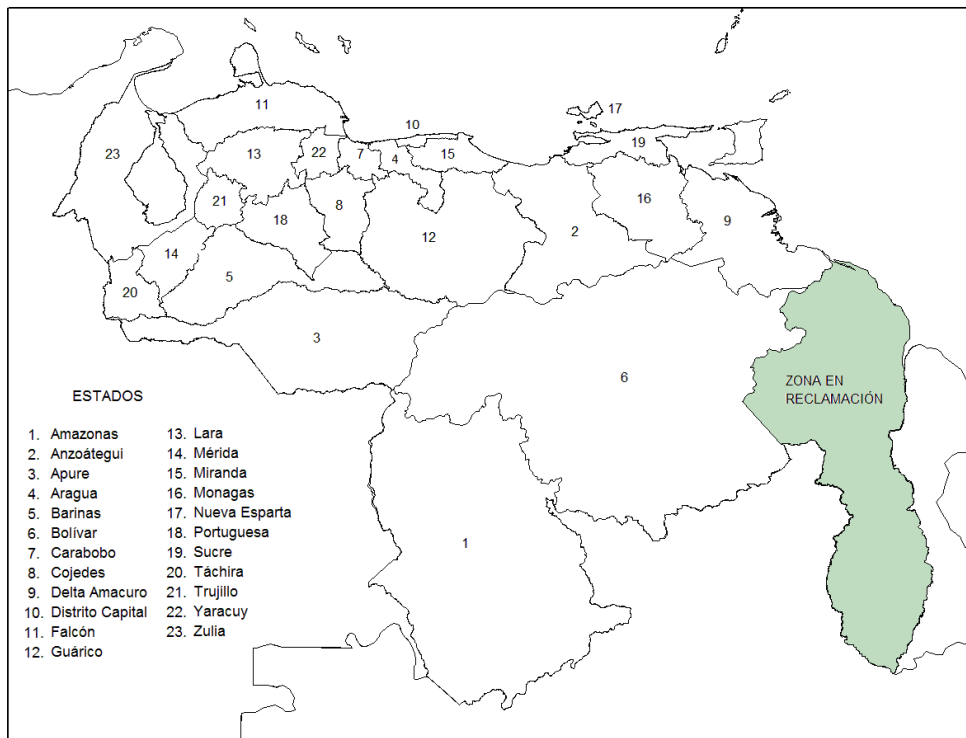 17
11
10
23
13
22
7
4
15
19
21
18
8
16
9
12
2
14
5
20
3
6
ZONA EN
RECLAMACIÓN
1
ESTADOS
1. Amazonas
2. Anzoátegui
3. Apure
4. Aragua
5. Barinas
6. Bolívar
7. Carabobo
8. Cojedes
9. Delta Amacuro
10. Distrito Capital
11. Falcón
12. Guárico
13. Lara
14. Mérida
15. Miranda
16. Monagas
17. Nueva Esparta
18. Portuguesa
19. Sucre
20. Táchira
21. Trujillo
22. Yaracuy
23. Zulia